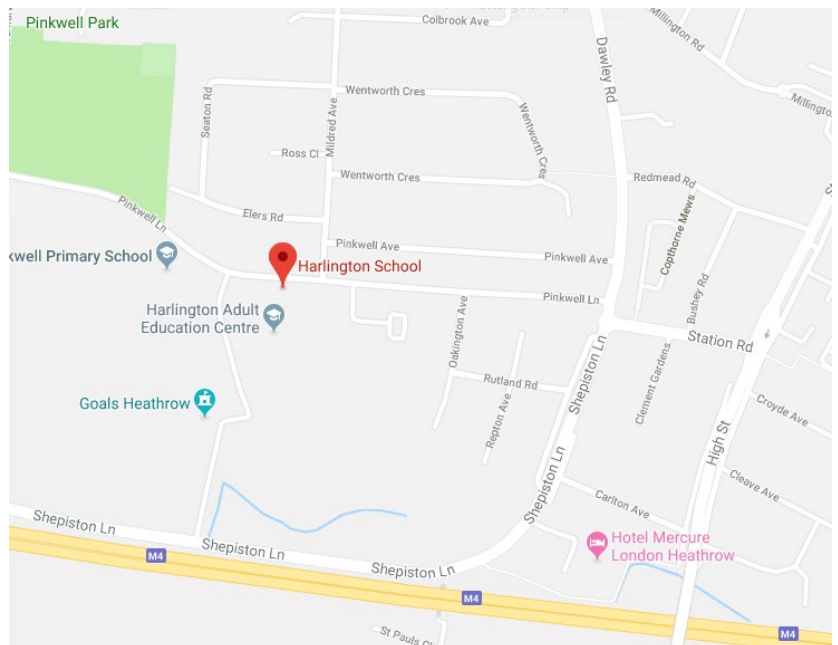 Pinkwell Park
Colbrook Ave
Millington Rd
Dawley Rd
Millington
Seaton Rd
Wentworth Cres
Mildred Ave
Ross Cl
Wentworth Cres
Wentworth Cres
Redmead Rd
Pinkwell Ln
Elers Rd
Copthorne Mews
kwell Primary School
Pinkwell Ave
Pinkwell Ave
Harlington School
Bushey Rd
Pinkwell Ln
Harlington Adult
Education Centre
Oakington Ave
Station Rd
Shepiston Ln
Clement Gardens
Rutland Rd
Goals Heathrow
Repton Ave
Croyde Ave
High St
Cleave Ave
Shepiston Ln
Carlton Ave
Shepiston Ln
Shepiston Ln
Hotel Mercure
London Heathrow
M4
Shepiston Ln
M4
St Pauls Cl
M4